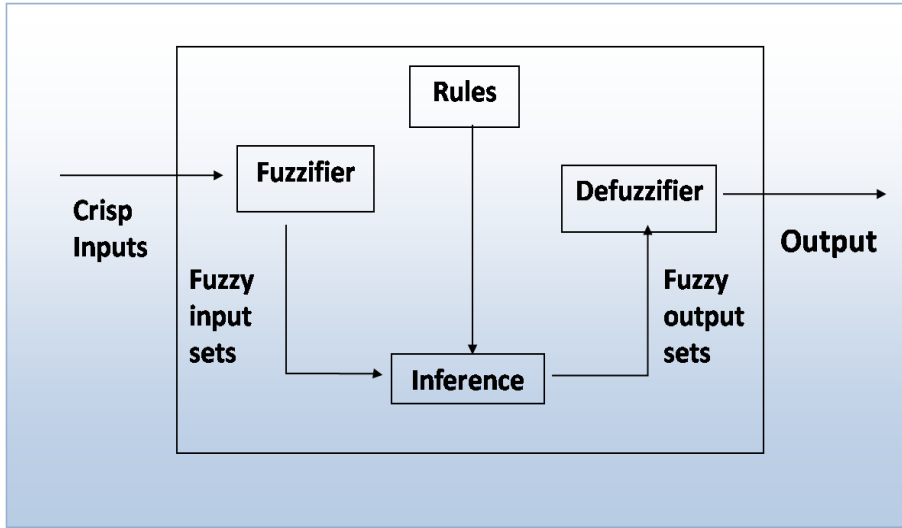 Rules
Fuzzifier
Defuzzifier
Crisp
Inputs
Output
Fuzzy
input
sets
Fuzzy
output
sets
Inference